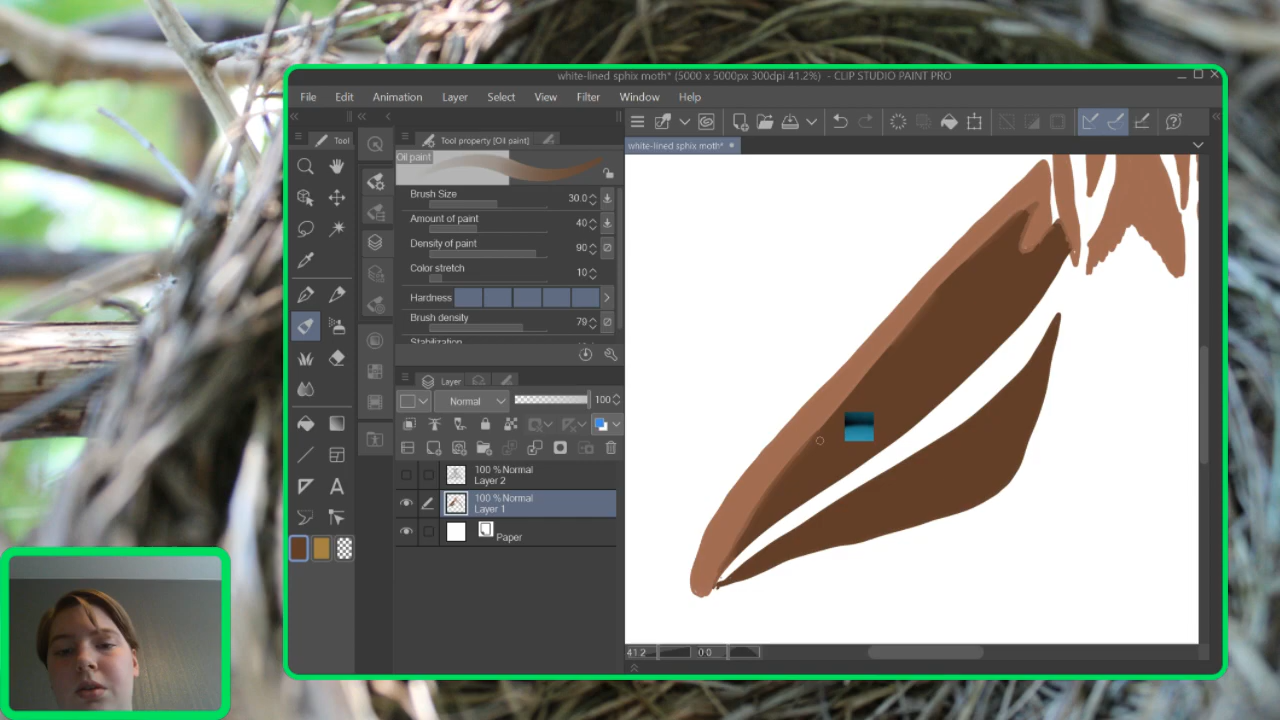 white-lined sphix moth* (5000 x 5000px 300dpi 41.2%) - CLIP STUDIO PAINT PRO
File Edit Animation Layer Select View Filter Window Help
Tool
Tool property [Oil paint]
white-lined sphix moth*
Oil paint
Brush Size 30.0
Amount of paint 40
Density of paint 90
Color stretch 10
Hardness
Brush density 79
Layer
Normal 100
100 % Normal
Layer 2
100 % Normal
Layer 1
Paper
41.2 0.0